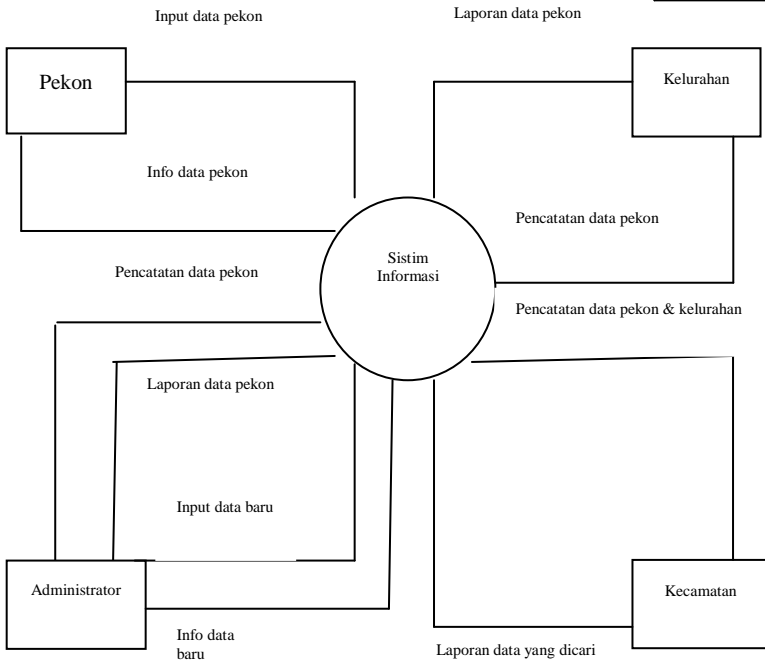 Input data pekon
Laporan data pekon
Pekon
Kelurahan
Info data pekon
Pencatatan data pekon
Sistim
Informasi
Pencatatan data pekon
Pencatatan data pekon & kelurahan
Laporan data pekon
Input data baru
Administrator
Kecamatan
Info data
baru
Laporan data yang dicari